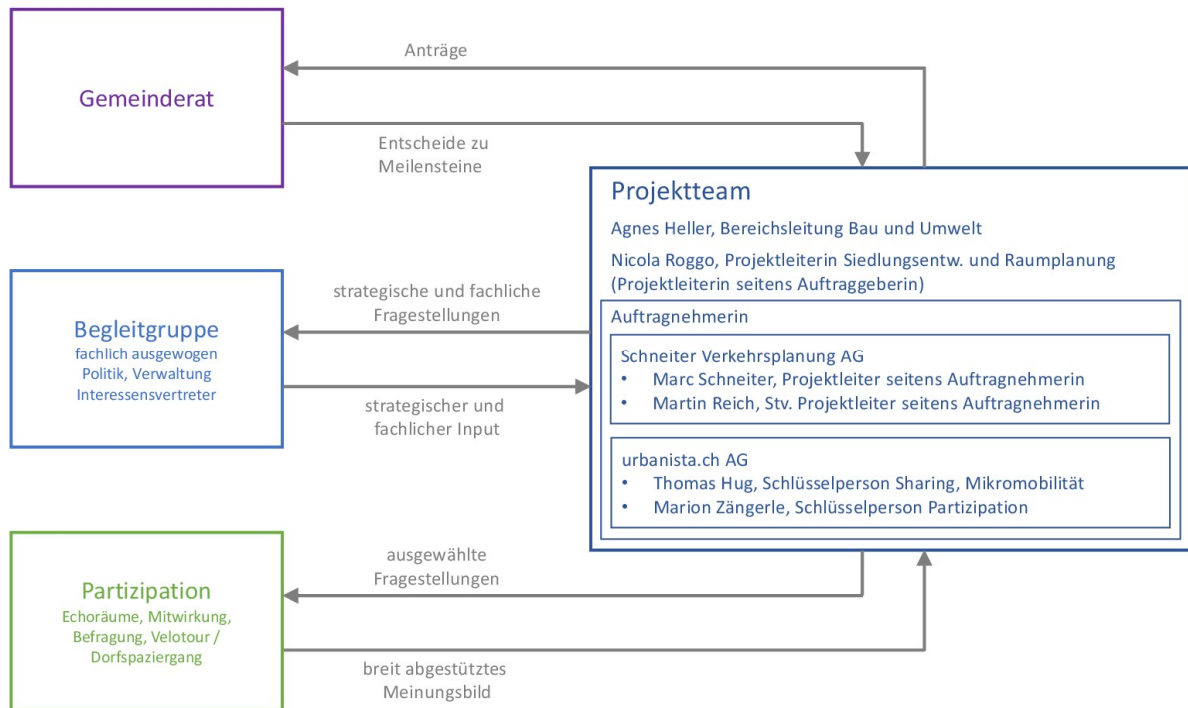 Anträge
Gemeinderat
Entscheide zu
Meilensteine
Projektteam
Agnes Heller, Bereichsleitung Bau und Umwelt
Nicola Roggo, Projektleiterin Siedlungsentw. und Raumplanung
(Projektleiterin seitens Auftraggeberin)
Auftragnehmerin
Schneiter Verkehrsplanung AG
• Marc Schneiter, Projektleiter seitens Auftragnehmerin
• Martin Reich, Stv. Projektleiter seitens Auftragnehmerin
urbanista.ch AG
• Thomas Hug, Schlüsselperson Sharing, Mikromobilität
• Marion Zängerle, Schlüsselperson Partizipation
strategische und fachliche
Fragestellungen
Begleitgruppe
fachlich ausgewogen
Politik, Verwaltung
Interessensvertreter
strategischer und
fachlicher Input
ausgewählte
Fragestellungen
Partizipation
Echoräume, Mitwirkung,
Befragung, Velotour /
Dorfspaziergang
breit abgestütztes
Meinungsbild